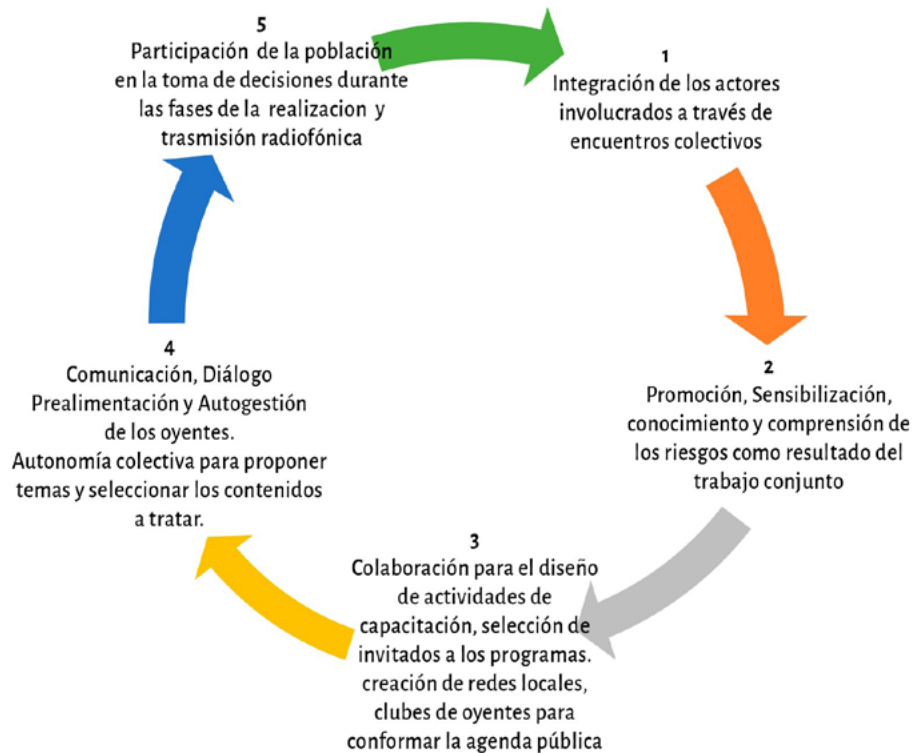 1
Integración de los actores
involucrados a través de
encuentros colectivos
2
Promoción, Sensibilización,
conocimiento y comprensión de
los riesgos como resultado del
trabajo conjunto
3
Colaboración para el diseño
de actividades de
capacitación, selección de
invitados a los programas.
creación de redes locales,
clubes de oyentes para
conformar la agenda pública
4
Comunicación, Diálogo
Prealimentación y Autogestión
de los oyentes.
Autonomía colectiva para proponer
temas y seleccionar los contenidos
a tratar.
5
Participación de la población
en la toma de decisiones durante
las fases de la realizacion y
trasmisión radiofónica